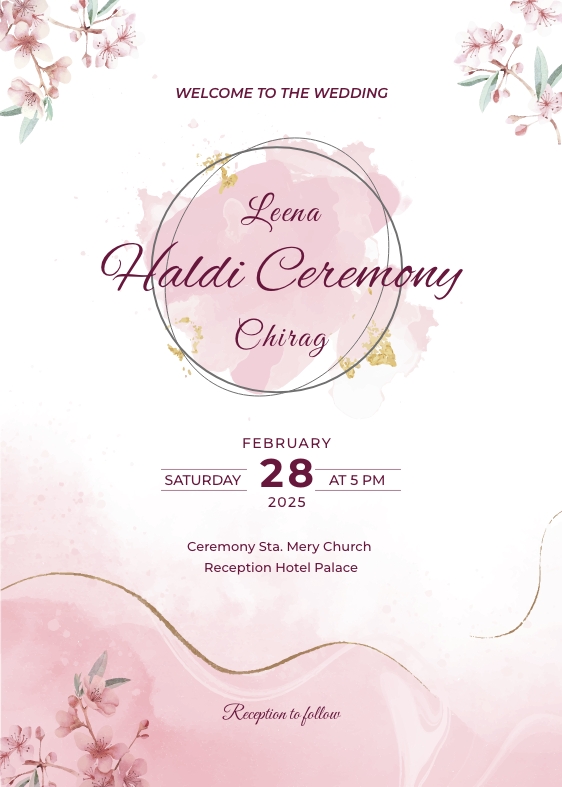 WELCOME TO THE WEDDING
Leena
Haldi Ceremony
Chirag
FEBRUARY
SATURDAY 28 AT 5 PM
2025
Ceremony Sta. Mery Church
Reception Hotel Palace
Reception to follow